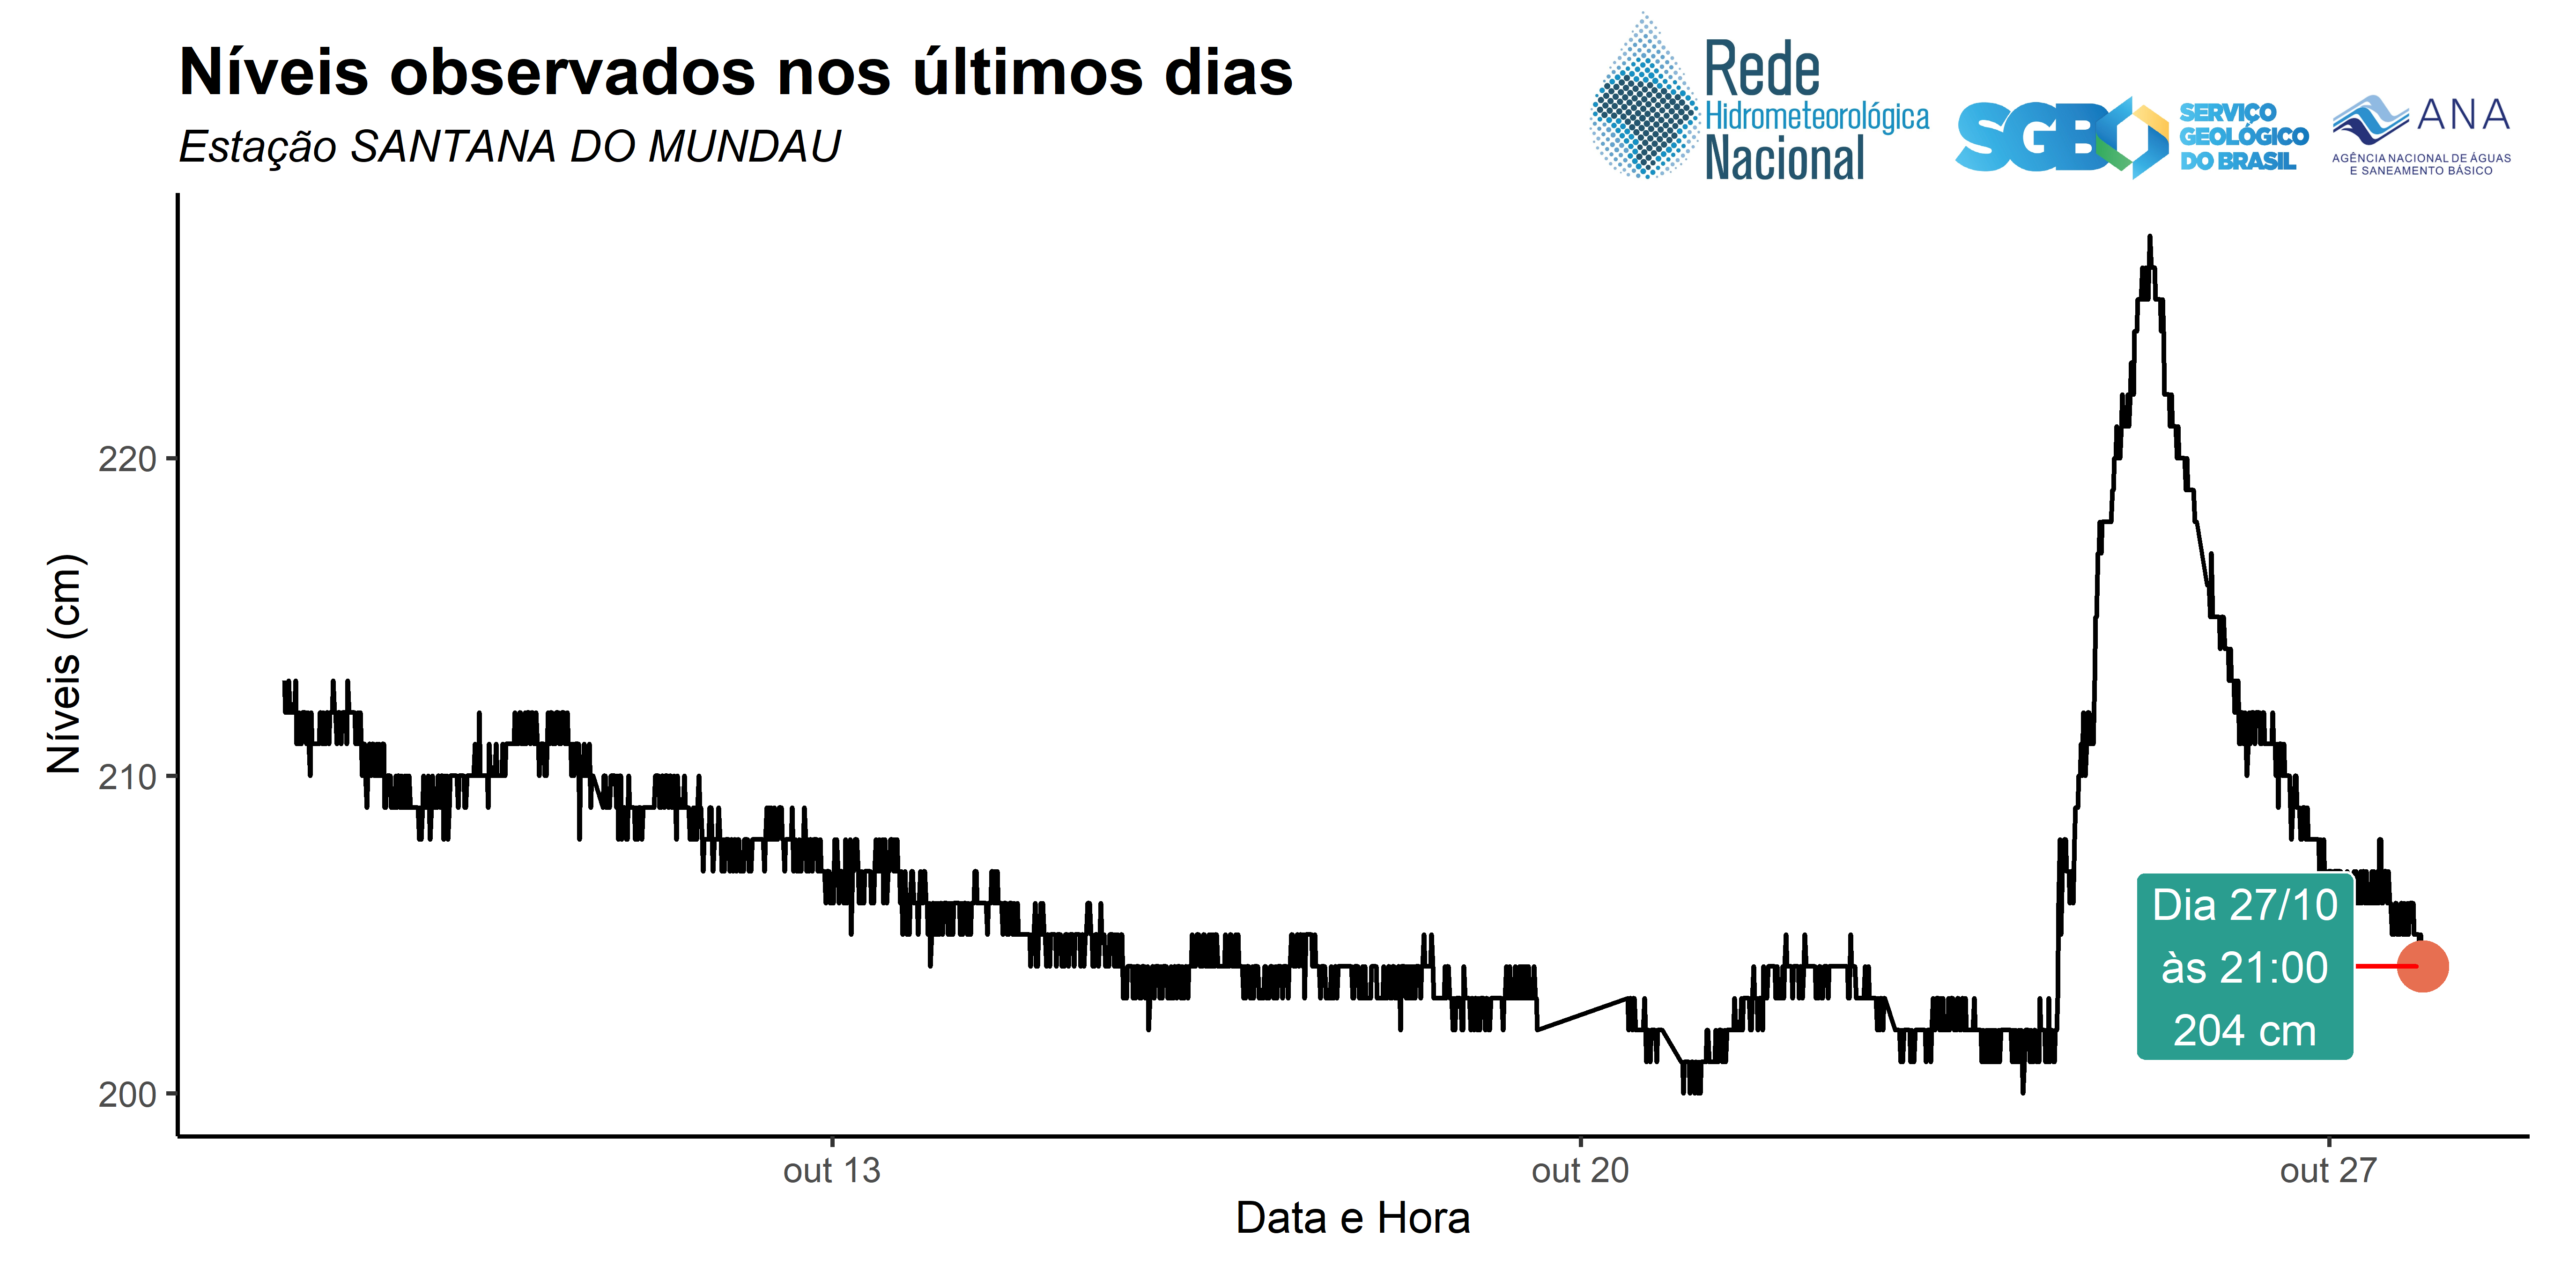 Níveis observados nos últimos dias
Estação SANTANA DO MUNDAU
Rede
Hidrometeorológica
Nacional
SGB
SERVIÇO
GEOLÓGICO
DO BRASIL
ANA
AGÊNCIA NACIONAL DE ÁGUAS
E SANEAMENTO BÁSICO
Níveis (cm)
220
210
200
Dia 27/10
às 21:00
204 cm
out 13
out 20
out 27
Data e Hora